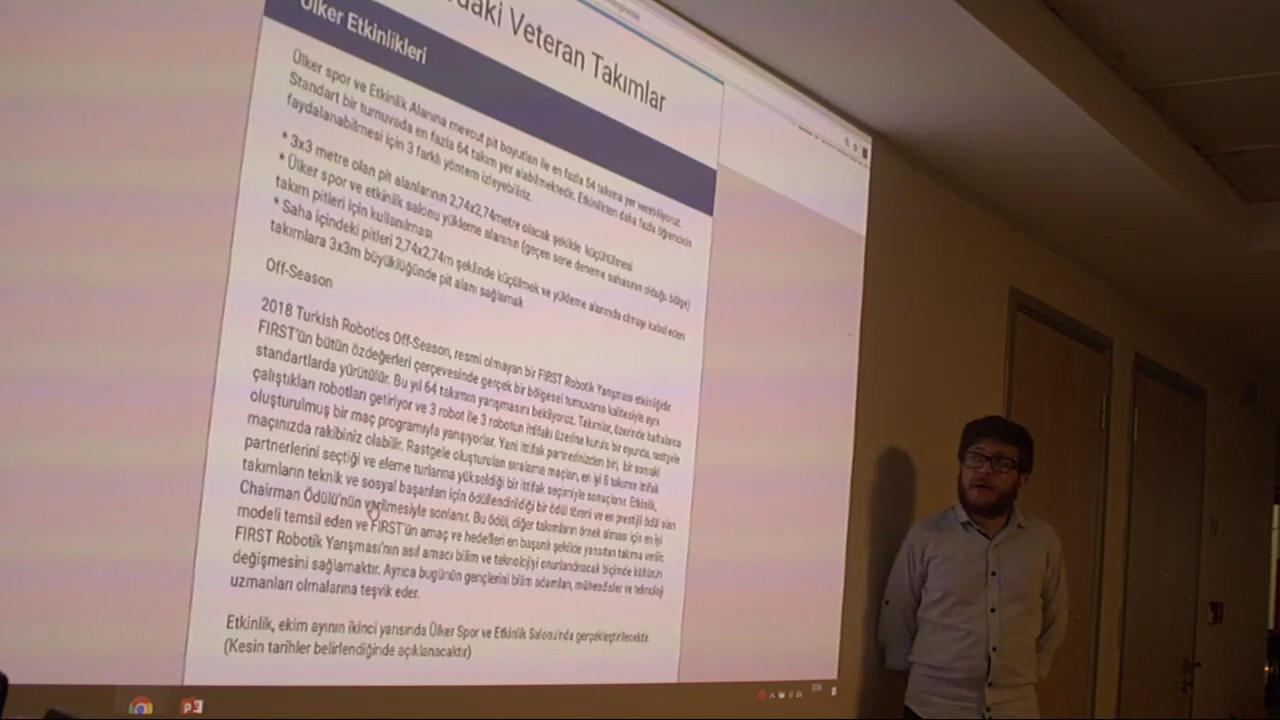 daki Veteran Takımlar
Ülker Etkinlikleri
Ülker spor ve Etkinlik Alanına mevcut pit boyutları ile en fazla 54 takıma yer verebiliyoruz.
Standart bir turnuvada en fazla 64 takım yer alabilmektedir. Etkinlikten daha fazla öğrencinin
faydalanabilmesi için 3 farklı yöntem izleyebiliriz.
* 3x3 metre olan pit alanlarının 2,74x2,74metre olacak şekilde küçültülmesi
* Ülker spor ve etkinlik salonu yükleme alanının (geçen sene deneme sahasının olduğu bölge)
takım pitleri için kullanılması
* Saha içindeki pitleri 2,74x2,74m şeklinde küçülmek ve yükleme alanında olmayı kabul eden
takımlara 3x3m büyüklüğünde pit alanı sağlamak
Off-Season
2018 Turkish Robotics Off-Season, resmi olmayan bir FIRST Robotik Yarışması etkinliğidir.
FIRST'ün bütün özdeğerleri çerçevesinde gerçek bir bölgesel turnuvanın kalitesiyle aynı
standartlarda yürütülür. Bu yıl 64 takımın yarışmasını bekliyoruz. Takımlar, üzerinde haftalarca
çalıştıkları robotları getiriyor ve 3 robot ile 3 robotun ittifakı üzerine kurulu bir oyunda, rastgele
oluşturulmuş bir maç programıyla yarışıyorlar. Yani ittifak partnerinizden biri, bir sonraki
maçınızda rakibiniz olabilir. Rastgele oluşturulan sıralama maçları, en iyi 8 takımın ittifak
partnerlerini seçtiği ve eleme turlarına yükseldiği bir ittifak seçimiyle sonuçlanır. Etkinlik,
takımların teknik ve sosyal başarıları için ödüllendirildiği bir ödül töreni ve en prestijli ödül olan
Chairman Ödülü'nün verilmesiyle sonlanır. Bu ödül, diğer takımların örnek alması için en iyi
modeli temsil eden ve FIRST'ün amaç ve hedefleri en başarılı şekilde yansıtan takıma verilir.
FIRST Robotik Yarışması'nın asıl amacı bilim ve teknolojiyi onurlandıracak biçimde kültürün
değişmesini sağlamaktır. Ayrıca bugünün gençlerini bilim adamları, mühendisler ve teknoloji
uzmanları olmalarına teşvik eder.
Etkinlik, ekim ayının ikinci yarısında Ülker Spor ve Etkinlik Salonu'nda gerçekleştirilecektir.
(Kesin tarihler belirlendiğinde açıklanacaktır)